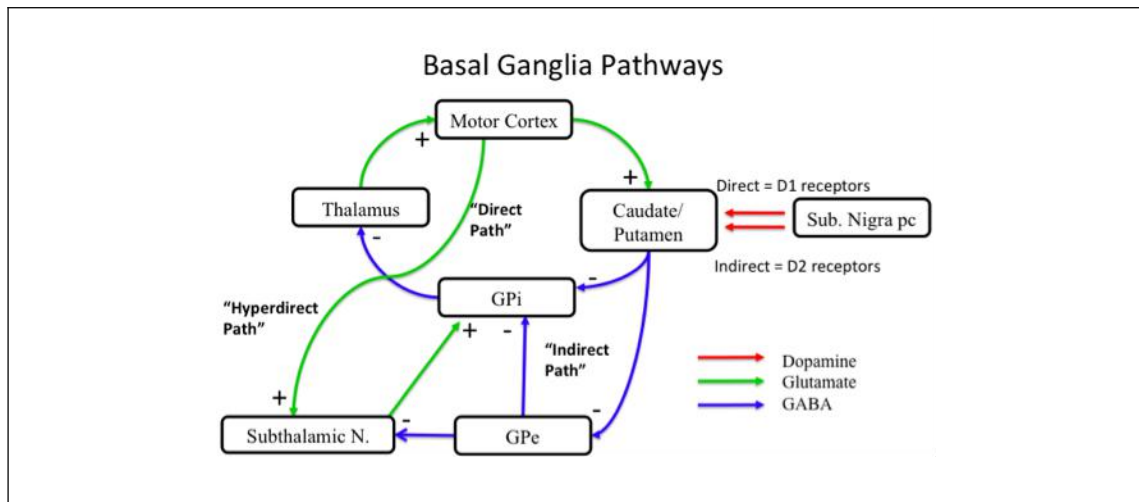 Basal Ganglia Pathways
Motor Cortex
+
+
Direct = D1 receptors
Thalamus
"Direct
Path"
Caudate/
Putamen
Sub. Nigra pc
-
Indirect = D2 receptors
-
GPi
"Hyperdirect
Path"
+
-
"Indirect
Path"
Dopamine
Glutamate
GABA
+
-
-
Subthalamic N.
GPe